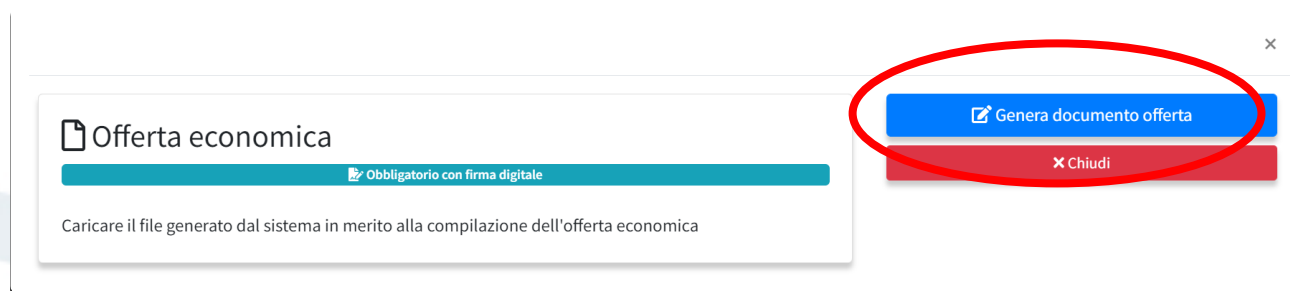 ×
Offerta economica
Obbligatorio con firma digitale
Caricare il file generato dal sistema in merito alla compilazione dell'offerta economica
Genera documento offerta
Chiudi